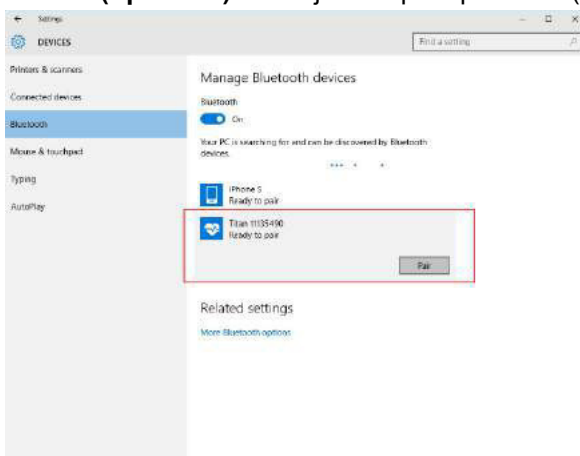 Settings
DEVICES
Find a setting
Printers & scanners
Connected devices
Bluetooth
Mouse & touchpad
Typing
AutoPlay
Manage Bluetooth devices
Bluetooth
On
Your PC is searching for and can be discovered by Bluetooth
devices.
iPhone S
Ready to pair
Titan 11135490
Ready to pair
Pair
Related settings
More Bluetooth options